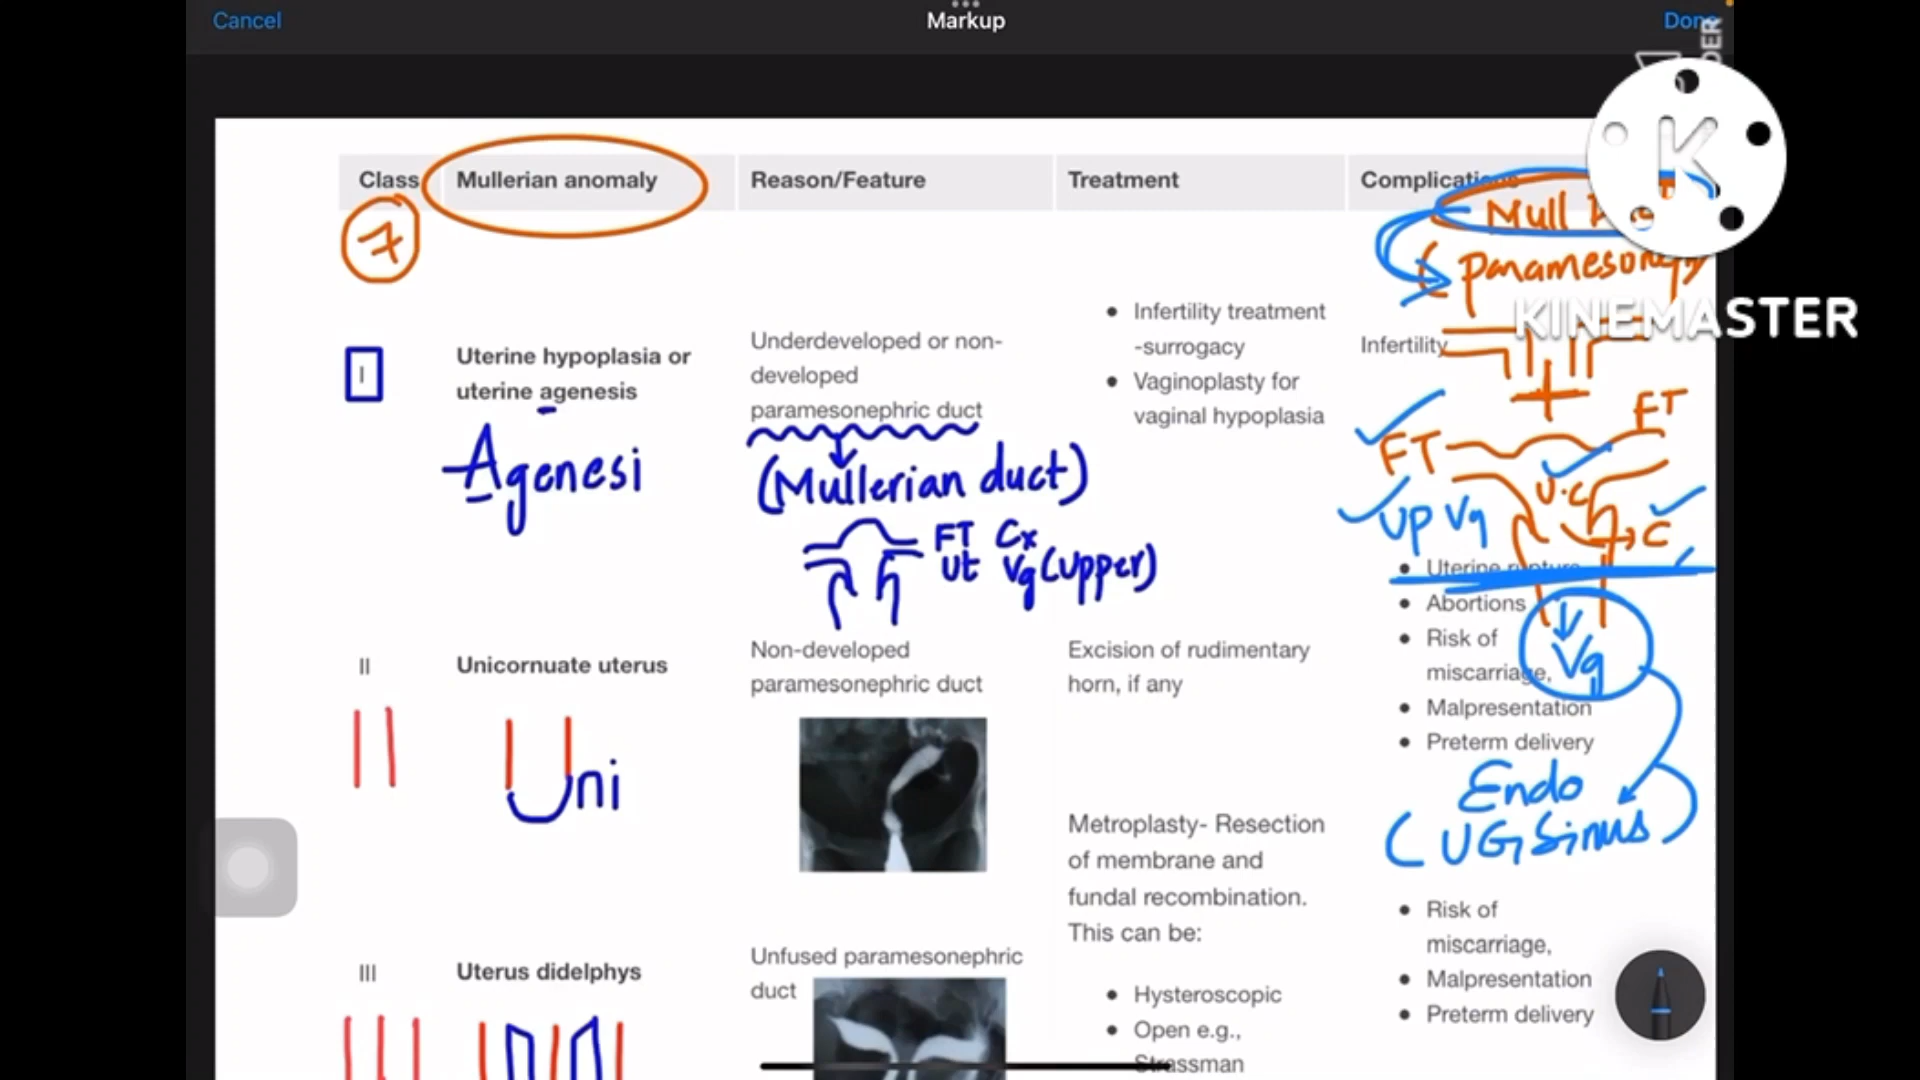 Cancel
Markup
Done
DER
KINEMASTER
Class
Mullerian anomaly
Reason/Feature
Treatment
Complications
7
Mull
(Paramesoneph
I
Uterine hypoplasia or
uterine agenesis
Agenesi
Underdeveloped or non-
developed
paramesonephric duct
(Mullerian duct)
FT Cx
Ut Vg (Upper)
• Infertility treatment
-surrogacy
• Vaginoplasty for
vaginal hypoplasia
Infertility
FT
FT
U.C
Up Vg
C
• Uterine rupture
• Abortions
• Risk of
miscarriage,
• Malpresentation
• Preterm delivery
Vg
Endo
(UG Sinus)
II
Unicornuate uterus
Uni
Non-developed
paramesonephric duct
Excision of rudimentary
horn, if any
Metroplasty- Resection
of membrane and
fundal recombination.
This can be:
• Hysteroscopic
• Open e.g.,
Strassman
III
Uterus didelphys
Unfused paramesonephric
duct
• Risk of
miscarriage,
• Malpresentation
• Preterm delivery